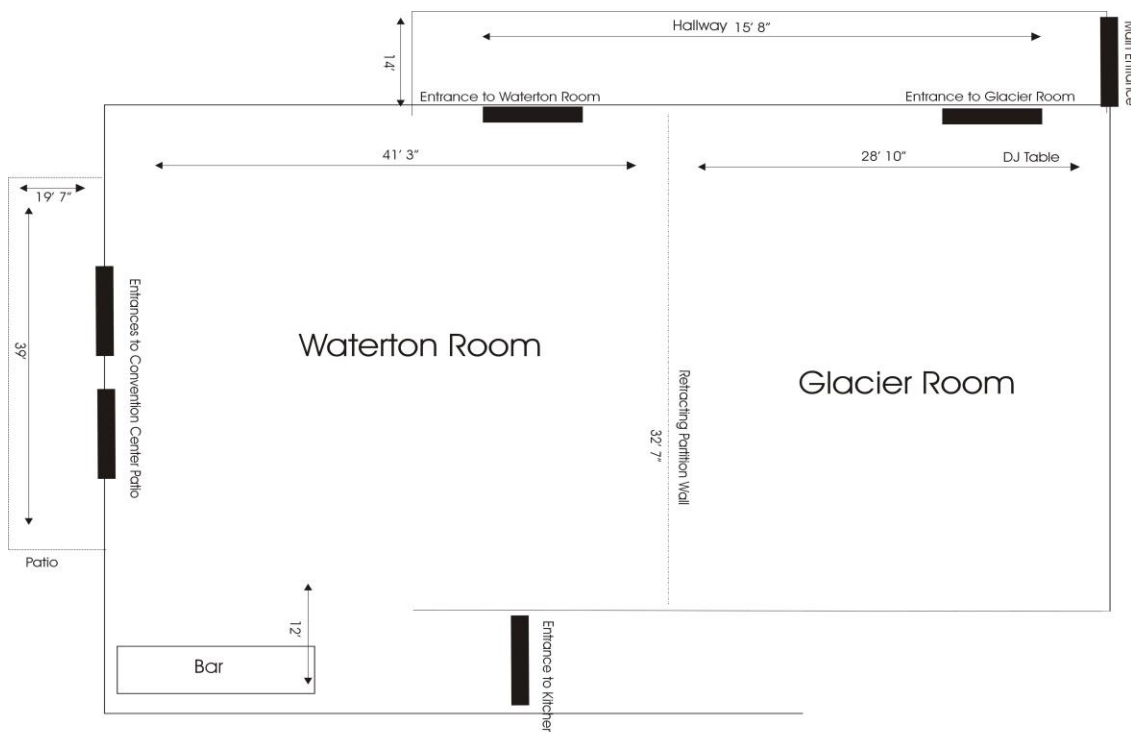 Hallway 15' 8"
Main Entrance
14'
Entrance to Waterton Room
Entrance to Glacier Room
41' 3"
28' 10"
DJ Table
19' 7"
39'
Entrances to Convention Center Patio
Waterton Room
Glacier Room
Retracting Partition Wall
32' 7"
Patio
12'
Bar
Entrance to Kitchen